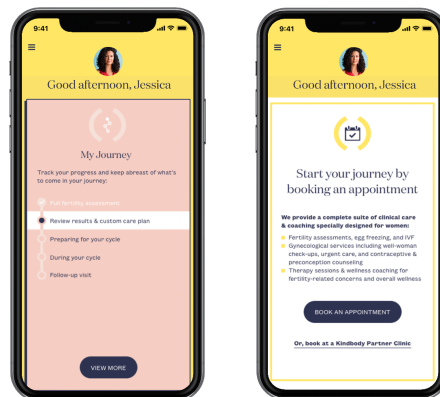 9:41
Good afternoon, Jessica
My Journey
Track your progress and keep abreast of what's
to come in your journey:
Full fertility assessment
Review results & custom care plan
Preparing for your cycle
During your cycle
Follow-up visit
VIEW MORE
9:41
Good afternoon, Jessica
Start your journey by
booking an appointment
We provide a complete suite of clinical care
& coaching specially designed for women:
Fertility assessments, egg freezing, and IVF
Gynecological services including well-woman
check-ups, urgent care, and contraceptive &
preconception counseling
Therapy sessions & wellness coaching for
fertility-related concerns and overall wellness
BOOK AN APPOINTMENT
Or, book at a Kindbody Partner Clinic